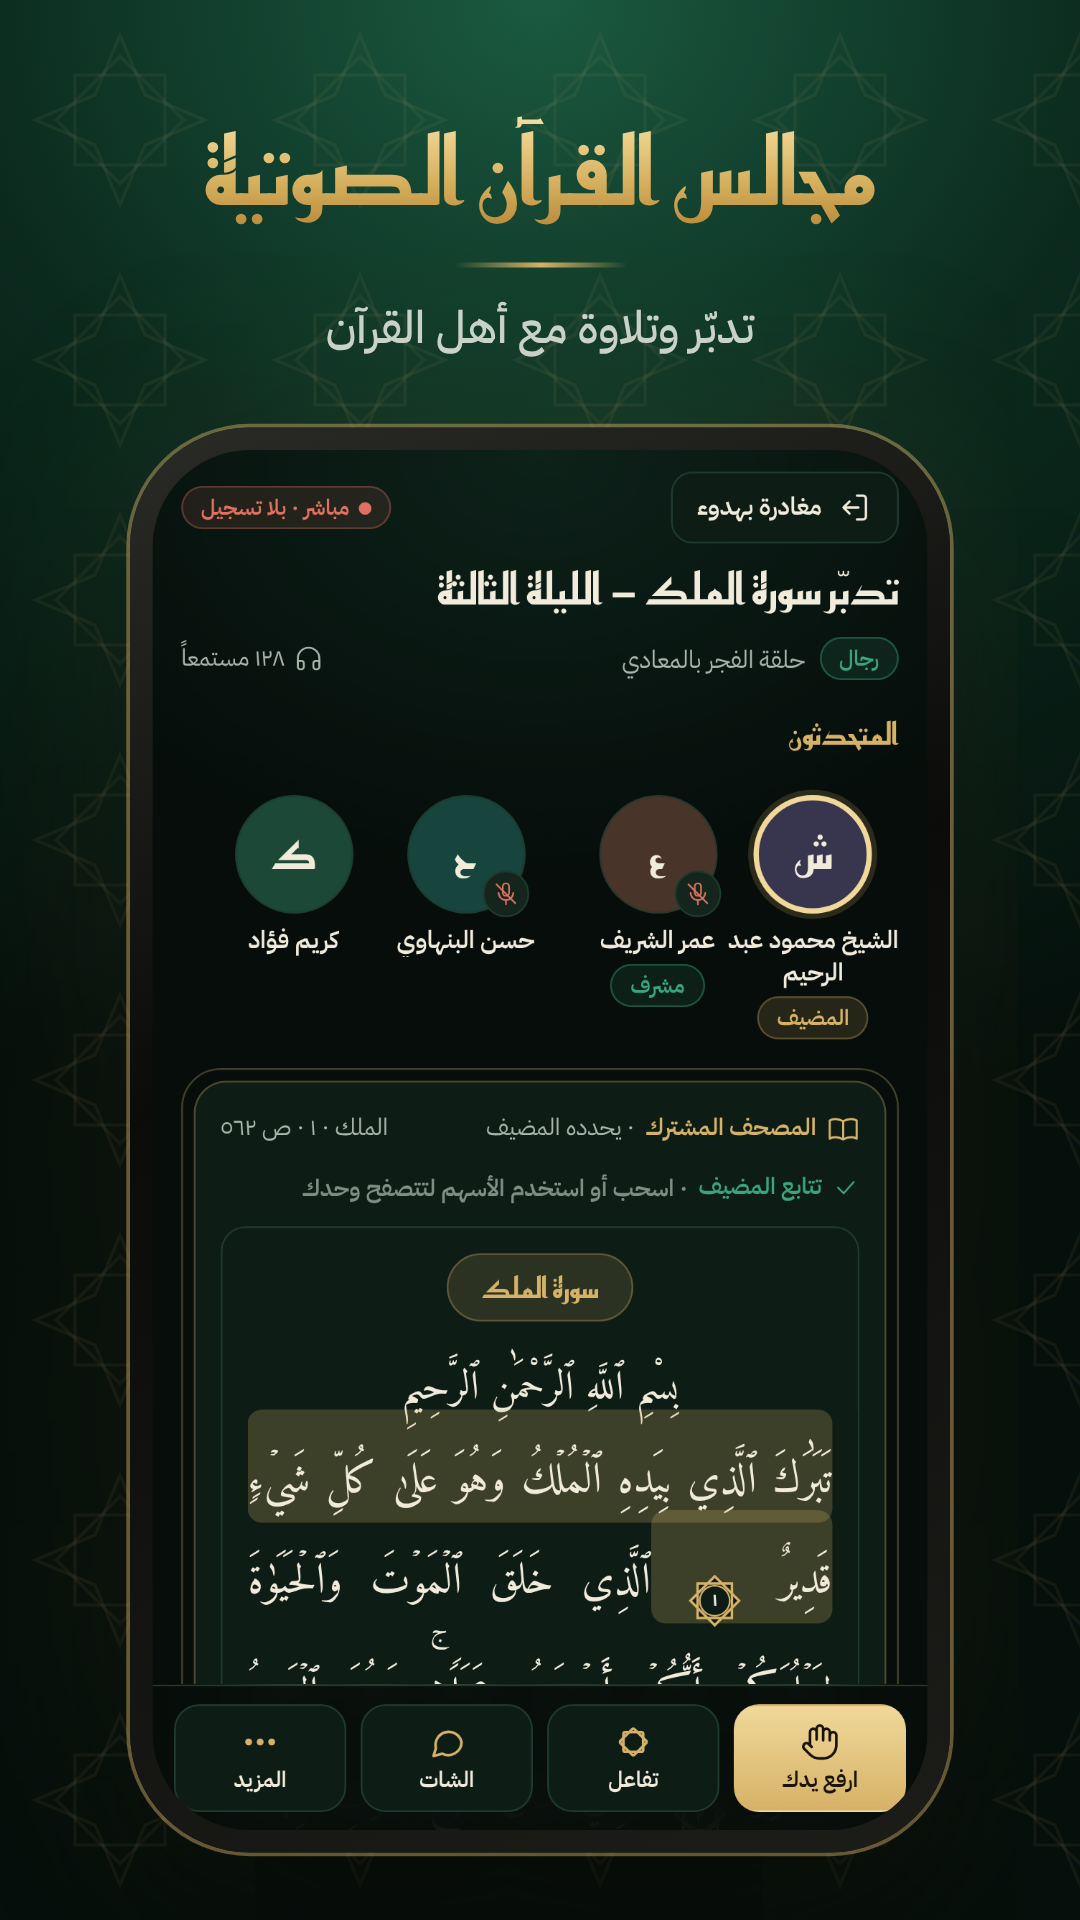 مجالس القرآن الصوتية
تدبّر وتلاوة مع أهل القرآن
مغادرة بهدوء
مباشر · بلا تسجيل
تدبّر سورة الملك – الليلة الثالثة
رجال حلقة الفجر بالمعادي
١٢٨ مستمعاً
المتحدثون
ش
ع
ح
ك
الشيخ محمود عبد الرحيم
عمر الشريف
حسن البنهاوي
كريم فؤاد
المضيف
مشرف
المصحف المشترك · يحدده المضيف
الملك · ١ · ص ٥٦٢
تتابع المضيف · اسحب أو استخدم الأسهم لتتصفح وحدك
سورة الملك
بِسْمِ ٱللَّهِ ٱلرَّحْمَٰنِ ٱلرَّحِيمِ
تَبَٰرَكَ ٱلَّذِي بِيَدِهِ ٱلْمُلْكُ وَهُوَ عَلَىٰ كُلِّ شَيْءٍ
قَدِيرٌ ١ ٱلَّذِي خَلَقَ ٱلْمَوْتَ وَٱلْحَيَوٰةَ
ارفع يدك
تفاعل
الشات
المزيد